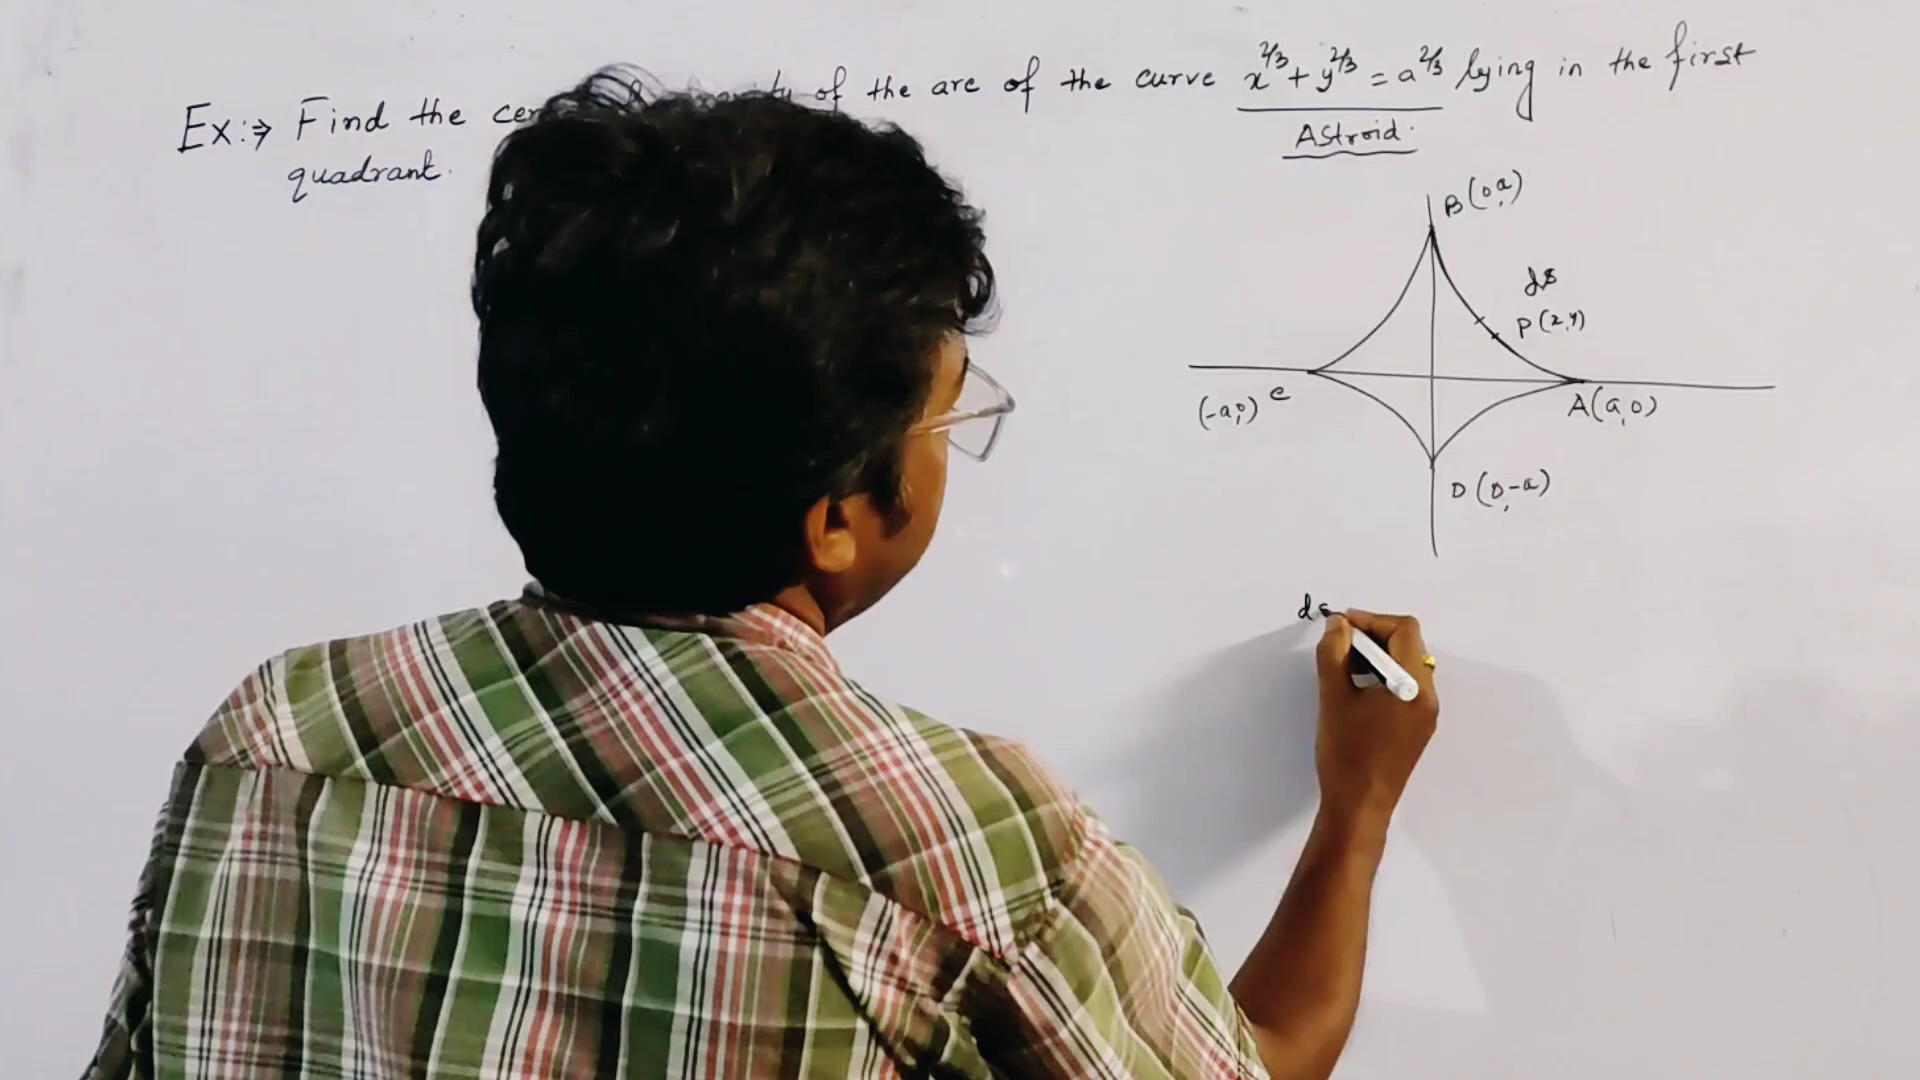 Ex:⇒ Find the of the arc of the curve x^2/3 + y^2/3 = a^2/3 lying in the first
Astroid.
quadrant.
B(0,a)
ds
P(x,y)
(-a,0) C
A(a,0)
D(0,-a)
ds